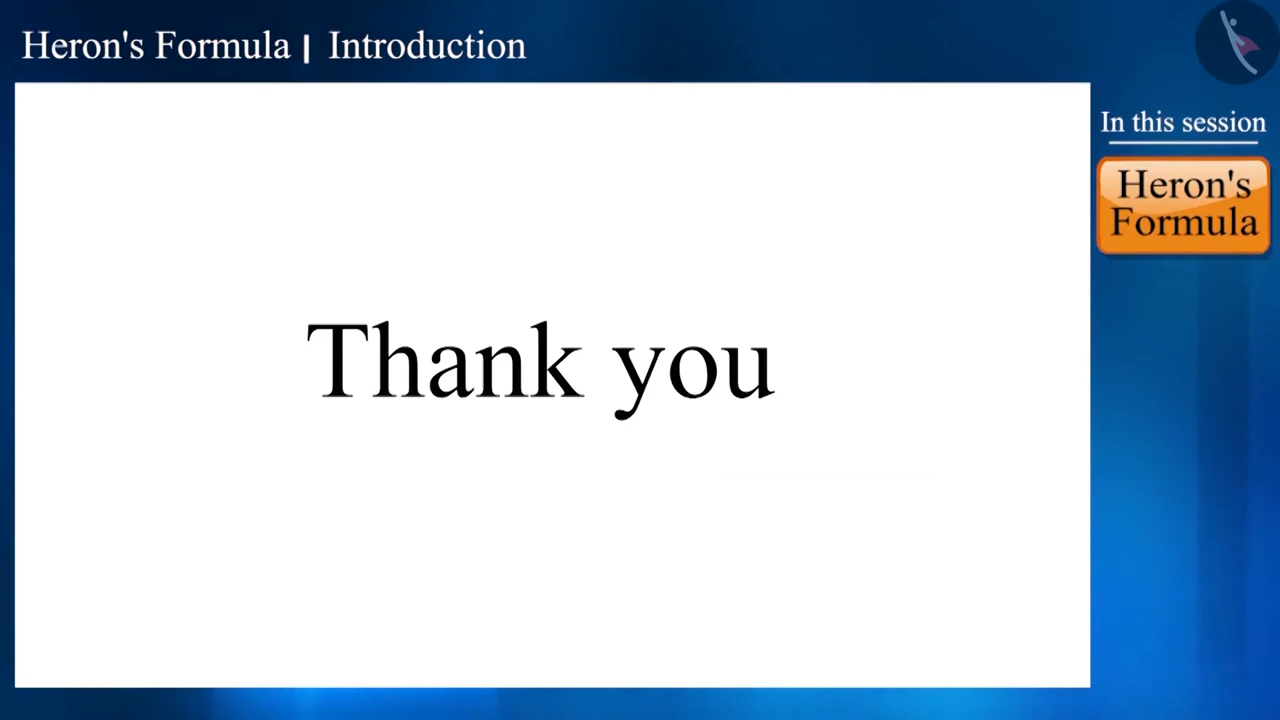 Heron's Formula | Introduction
In this session
Heron's
Formula
Thank you